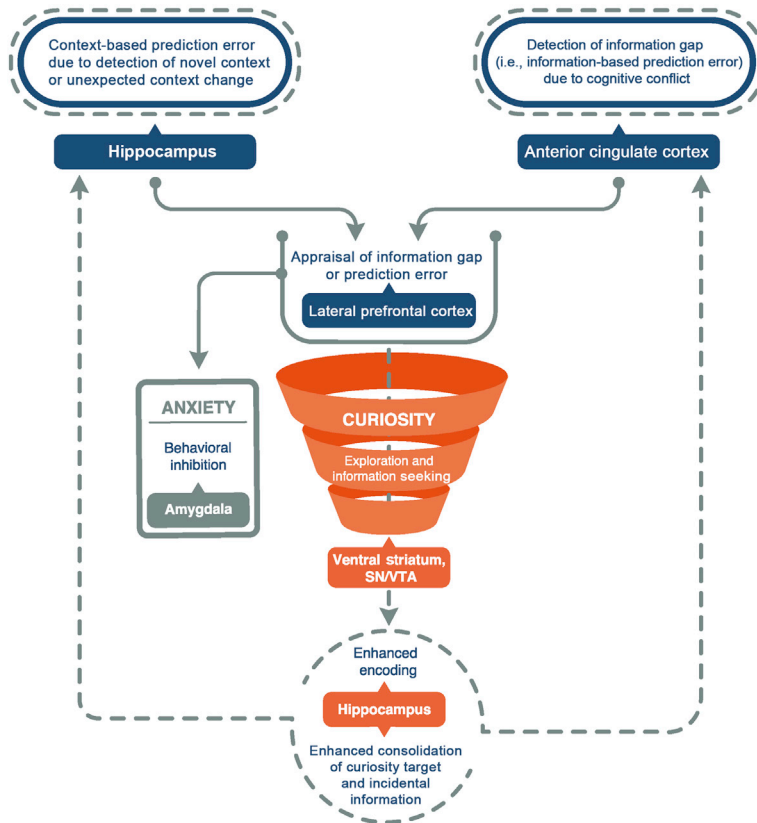 Context-based prediction error
due to detection of novel context
or unexpected context change
Hippocampus
Detection of information gap
(i.e., information-based prediction error)
due to cognitive conflict
Anterior cingulate cortex
Appraisal of information gap
or prediction error
Lateral prefrontal cortex
ANXIETY
Behavioral
inhibition
Amygdala
CURIOSITY
Exploration and
information seeking
Ventral striatum,
SN/VTA
Enhanced
encoding
Hippocampus
Enhanced consolidation
of curiosity target
and incidental
information